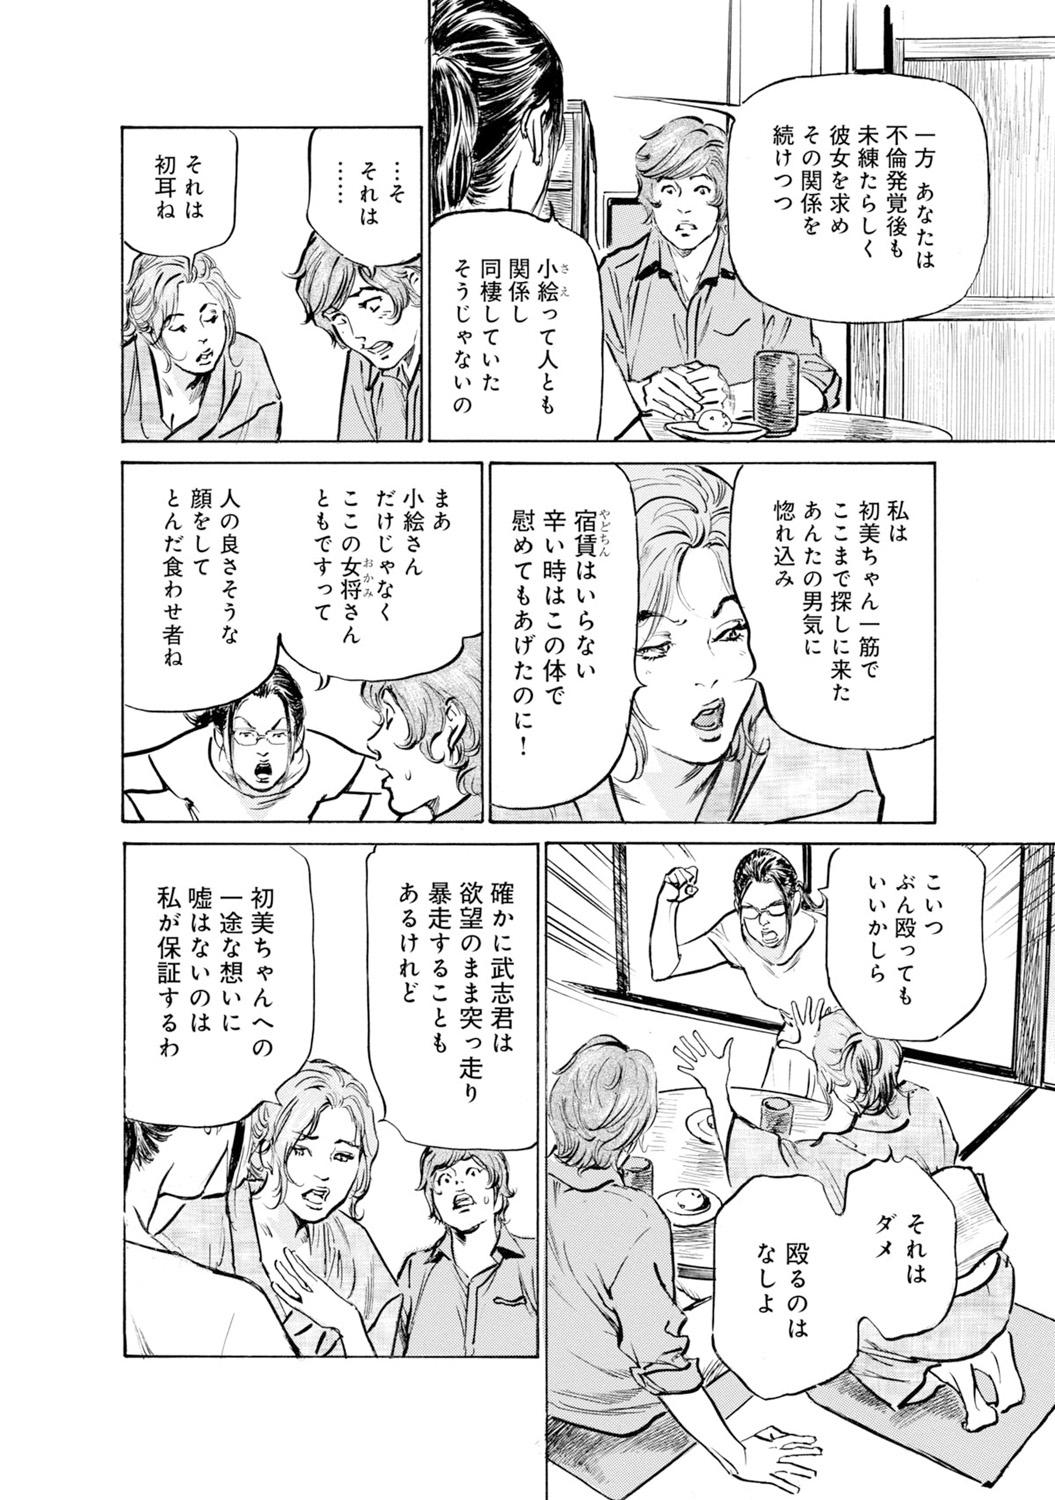 一方 あなたは
不倫発覚後も
未練たらしく
彼女を求め
その関係を
続けつつ
小絵って人とも
さえ
関係し
同棲していた
そうじゃないの
…そ
それは
……
それは
初耳ね
私は
初美ちゃん一筋で
ここまで探しに来た
あんたの男気に
惚れ込み
宿賃はいらない
やどちん
辛い時はこの体で
慰めてもあげたのに！
まあ
小絵さん
だけじゃなく
ここの女将さん
おかみ
ともですって
人の良さそうな
顔をして
とんだ食わせ者ね
こいつ
ぶん殴っても
いいかしら
それは
ダメ
殴るのは
なしよ
確かに武志君は
欲望のまま突っ走り
暴走することも
あるけれど
初美ちゃんへの
一途な想いに
嘘はないのは
私が保証するわ